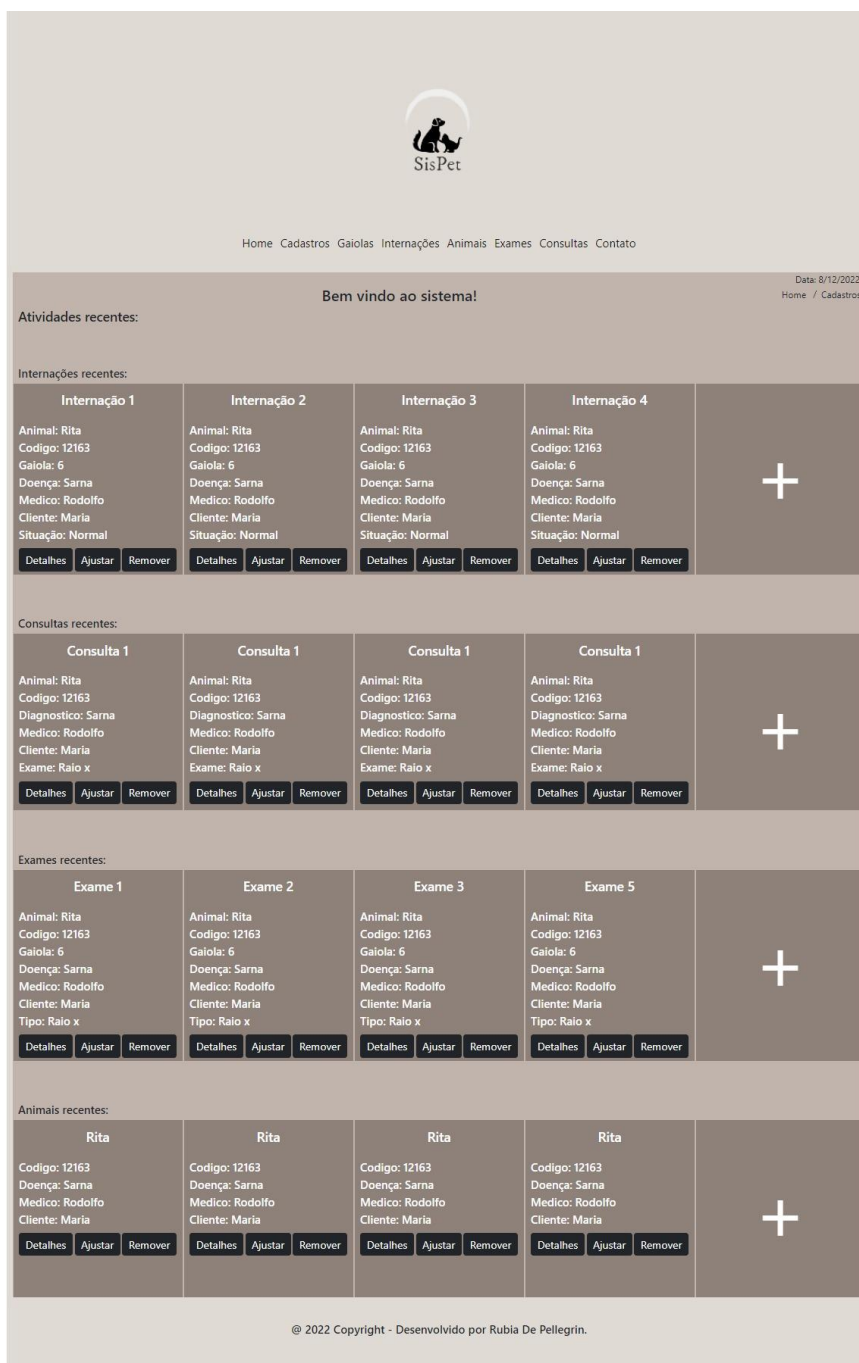 SisPet
Home Cadastros Gaiolas Internações Animais Exames Consultas Contato
Data: 8/12/2022
Bem vindo ao sistema!
Home / Cadastros
Atividades recentes:
Internações recentes:
Internação 1
Animal: Rita
Codigo: 12163
Gaiola: 6
Doença: Sarna
Medico: Rodolfo
Cliente: Maria
Situação: Normal
Detalhes Ajustar Remover
Internação 2
Animal: Rita
Codigo: 12163
Gaiola: 6
Doença: Sarna
Medico: Rodolfo
Cliente: Maria
Situação: Normal
Detalhes Ajustar Remover
Internação 3
Animal: Rita
Codigo: 12163
Gaiola: 6
Doença: Sarna
Medico: Rodolfo
Cliente: Maria
Situação: Normal
Detalhes Ajustar Remover
Internação 4
Animal: Rita
Codigo: 12163
Gaiola: 6
Doença: Sarna
Medico: Rodolfo
Cliente: Maria
Situação: Normal
Detalhes Ajustar Remover
+
Consultas recentes:
Consulta 1
Animal: Rita
Codigo: 12163
Diagnostico: Sarna
Medico: Rodolfo
Cliente: Maria
Exame: Raio x
Detalhes Ajustar Remover
Consulta 1
Animal: Rita
Codigo: 12163
Diagnostico: Sarna
Medico: Rodolfo
Cliente: Maria
Exame: Raio x
Detalhes Ajustar Remover
Consulta 1
Animal: Rita
Codigo: 12163
Diagnostico: Sarna
Medico: Rodolfo
Cliente: Maria
Exame: Raio x
Detalhes Ajustar Remover
Consulta 1
Animal: Rita
Codigo: 12163
Diagnostico: Sarna
Medico: Rodolfo
Cliente: Maria
Exame: Raio x
Detalhes Ajustar Remover
+
Exames recentes:
Exame 1
Animal: Rita
Codigo: 12163
Gaiola: 6
Doença: Sarna
Medico: Rodolfo
Cliente: Maria
Tipo: Raio x
Detalhes Ajustar Remover
Exame 2
Animal: Rita
Codigo: 12163
Gaiola: 6
Doença: Sarna
Medico: Rodolfo
Cliente: Maria
Tipo: Raio x
Detalhes Ajustar Remover
Exame 3
Animal: Rita
Codigo: 12163
Gaiola: 6
Doença: Sarna
Medico: Rodolfo
Cliente: Maria
Tipo: Raio x
Detalhes Ajustar Remover
Exame 5
Animal: Rita
Codigo: 12163
Gaiola: 6
Doença: Sarna
Medico: Rodolfo
Cliente: Maria
Tipo: Raio x
Detalhes Ajustar Remover
+
Animais recentes:
Rita
Codigo: 12163
Doença: Sarna
Medico: Rodolfo
Cliente: Maria
Detalhes Ajustar Remover
Rita
Codigo: 12163
Doença: Sarna
Medico: Rodolfo
Cliente: Maria
Detalhes Ajustar Remover
Rita
Codigo: 12163
Doença: Sarna
Medico: Rodolfo
Cliente: Maria
Detalhes Ajustar Remover
Rita
Codigo: 12163
Doença: Sarna
Medico: Rodolfo
Cliente: Maria
Detalhes Ajustar Remover
+
@ 2022 Copyright - Desenvolvido por Rubia De Pellegrin.